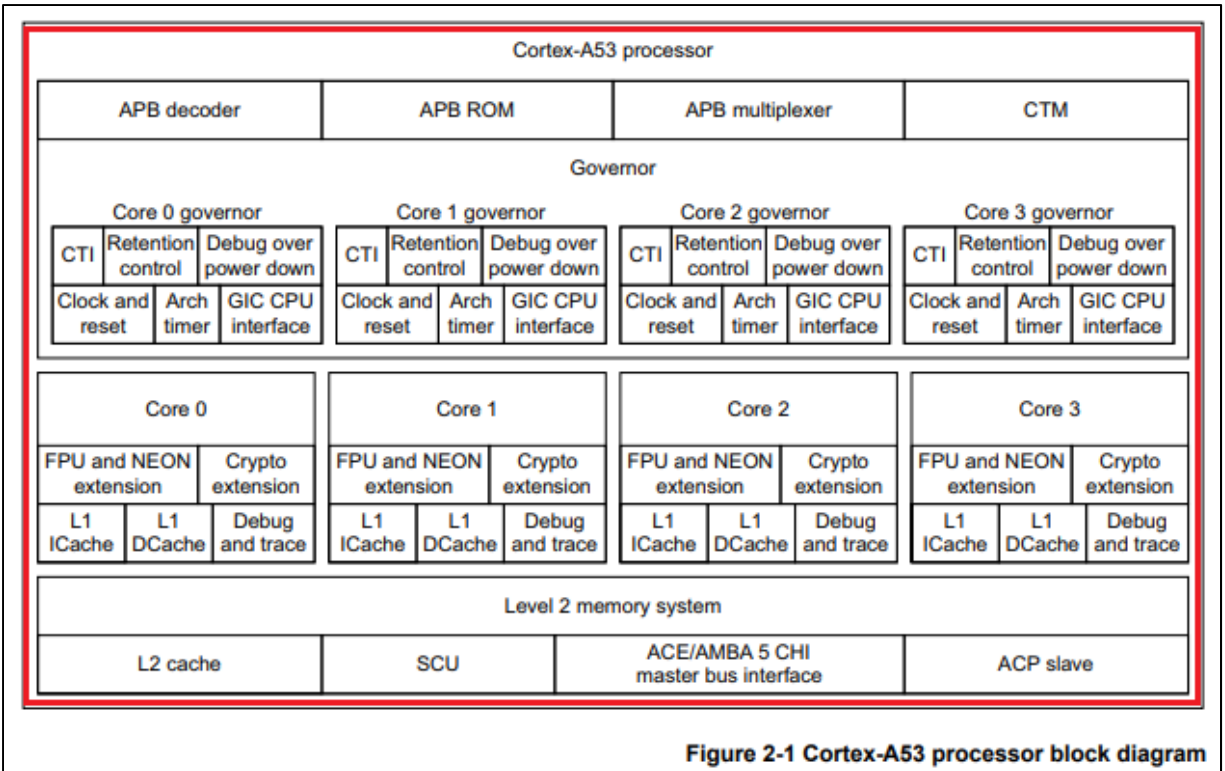 Cortex-A53 processor
APB decoder
APB ROM
APB multiplexer
CTM
Governor
Core 0 governor
CTI
Retention
control
Debug over
power down
Clock and
reset
Arch
timer
GIC CPU
interface
Core 1 governor
CTI
Retention
control
Debug over
power down
Clock and
reset
Arch
timer
GIC CPU
interface
Core 2 governor
CTI
Retention
control
Debug over
power down
Clock and
reset
Arch
timer
GIC CPU
interface
Core 3 governor
CTI
Retention
control
Debug over
power down
Clock and
reset
Arch
timer
GIC CPU
interface
Core 0
FPU and NEON
extension
Crypto
extension
L1
ICache
L1
DCache
Debug
and trace
Core 1
FPU and NEON
extension
Crypto
extension
L1
ICache
L1
DCache
Debug
and trace
Core 2
FPU and NEON
extension
Crypto
extension
L1
ICache
L1
DCache
Debug
and trace
Core 3
FPU and NEON
extension
Crypto
extension
L1
ICache
L1
DCache
Debug
and trace
Level 2 memory system
L2 cache
SCU
ACE/AMBA 5 CHI
master bus interface
ACP slave
Figure 2-1 Cortex-A53 processor block diagram